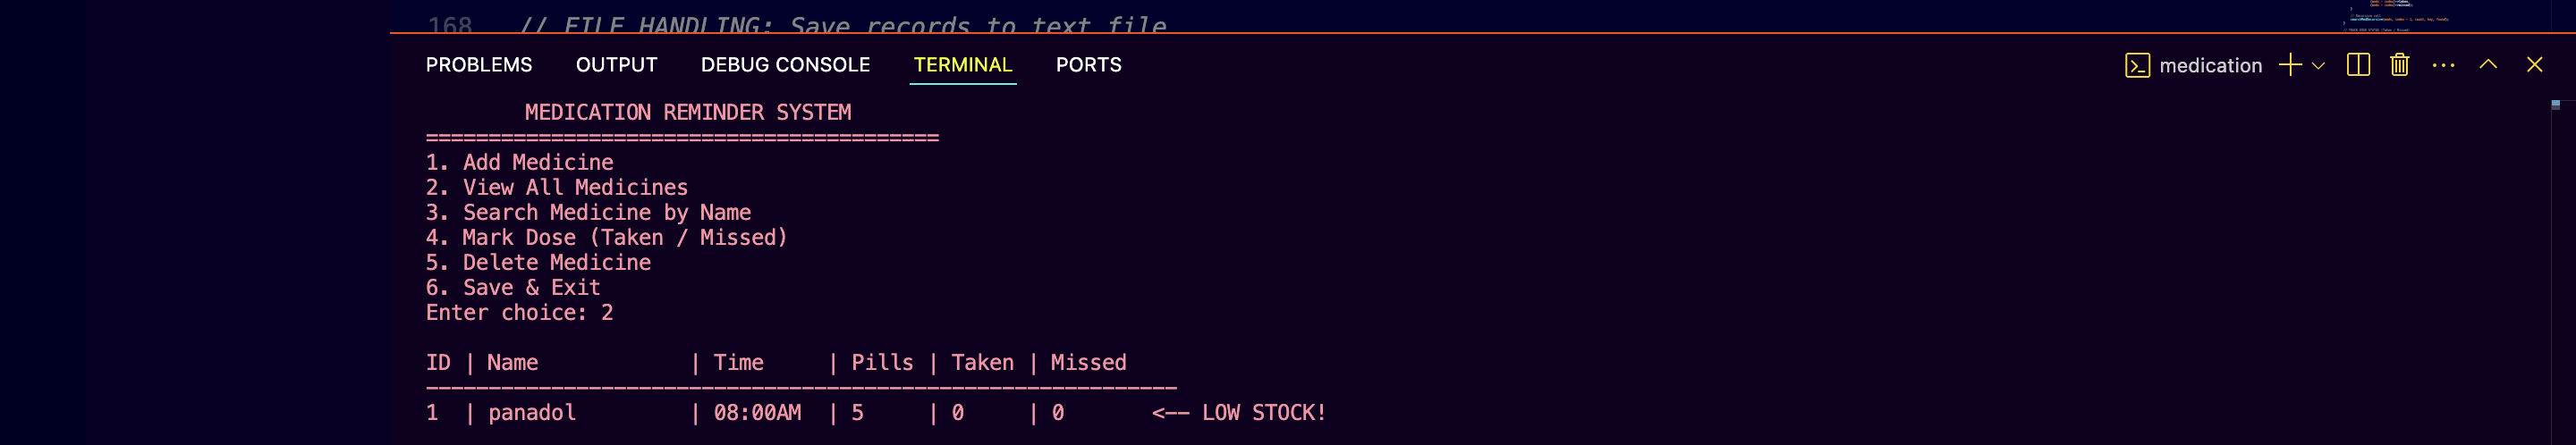 168 // FILE HANDLING: Save records to text file
PROBLEMS OUTPUT DEBUG CONSOLE TERMINAL PORTS medication
MEDICATION REMINDER SYSTEM
=========================================
1. Add Medicine
2. View All Medicines
3. Search Medicine by Name
4. Mark Dose (Taken / Missed)
5. Delete Medicine
6. Save & Exit
Enter choice: 2
ID | Name | Time | Pills | Taken | Missed
------------------------------------------------------------
1 | panadol | 08:00AM | 5 | 0 | 0 <-- LOW STOCK!